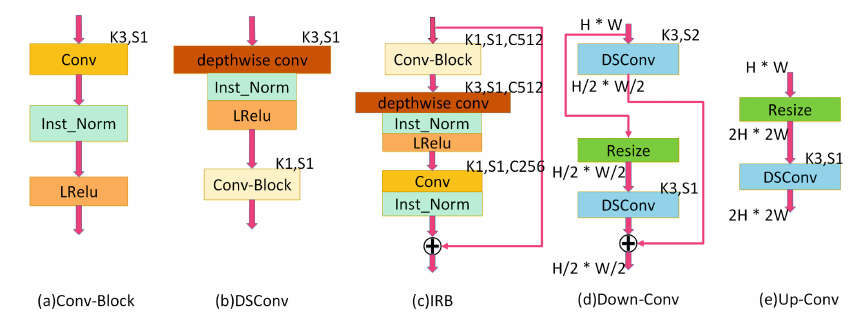 K3,S1
Conv
Inst_Norm
LRelu
(a)Conv-Block
K3,S1
depthwise conv
Inst_Norm
LRelu
K1,S1
Conv-Block
(b)DSConv
K1,S1,C512
Conv-Block
K3,S1,C512
depthwise conv
Inst_Norm
LRelu
K1,S1,C256
Conv
Inst_Norm
(c)IRB
H * W
K3,S2
DSConv
H/2 * W/2
Resize
H/2 * W/2
K3,S1
DSConv
H/2 * W/2
(d)Down-Conv
H * W
Resize
2H * 2W
K3,S1
DSConv
2H * 2W
(e)Up-Conv